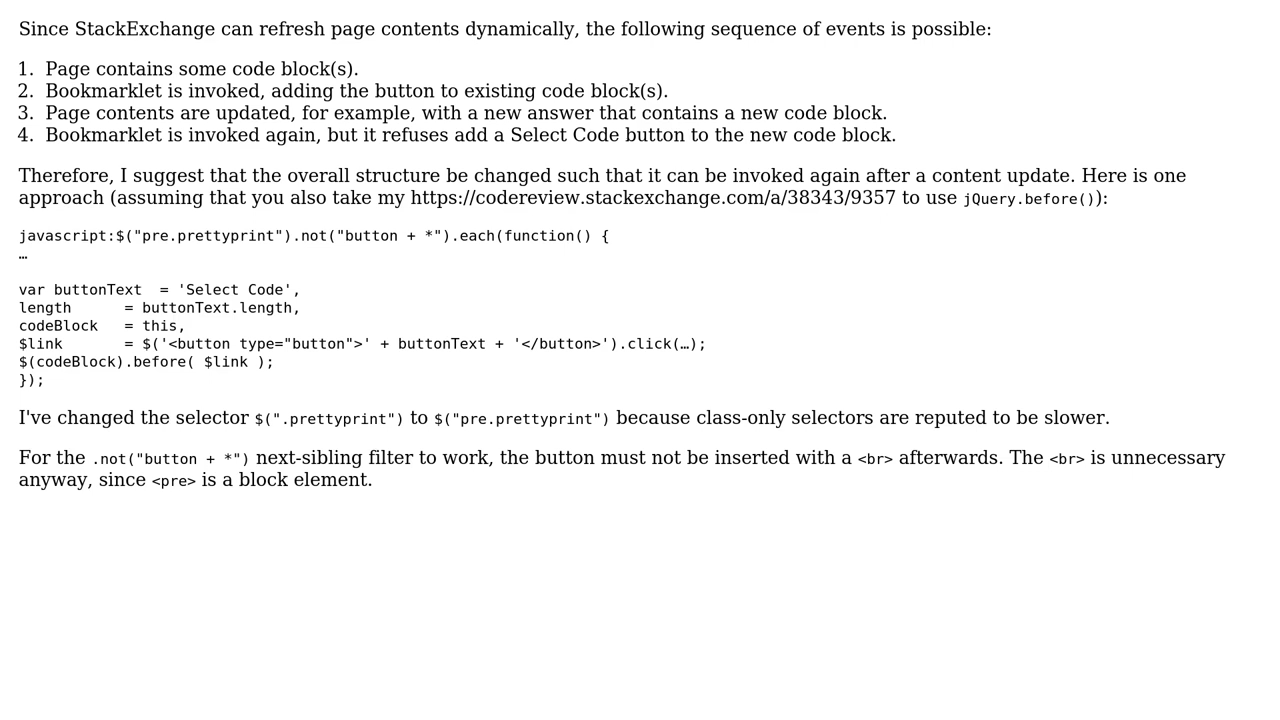 Since StackExchange can refresh page contents dynamically, the following sequence of events is possible:
1. Page contains some code block(s).
2. Bookmarklet is invoked, adding the button to existing code block(s).
3. Page contents are updated, for example, with a new answer that contains a new code block.
4. Bookmarklet is invoked again, but it refuses add a Select Code button to the new code block.
Therefore, I suggest that the overall structure be changed such that it can be invoked again after a content update. Here is one
approach (assuming that you also take my https://codereview.stackexchange.com/a/38343/9357 to use jQuery.before()):
javascript:$("pre.prettyprint").not("button + *").each(function() {
…
var buttonText  = 'Select Code',
length      = buttonText.length,
codeBlock   = this,
$link       = $('<button type="button">' + buttonText + '</button>').click(…);
$(codeBlock).before( $link );
});
I've changed the selector $(".prettyprint") to $("pre.prettyprint") because class-only selectors are reputed to be slower.
For the .not("button + *") next-sibling filter to work, the button must not be inserted with a <br> afterwards. The <br> is unnecessary
anyway, since <pre> is a block element.